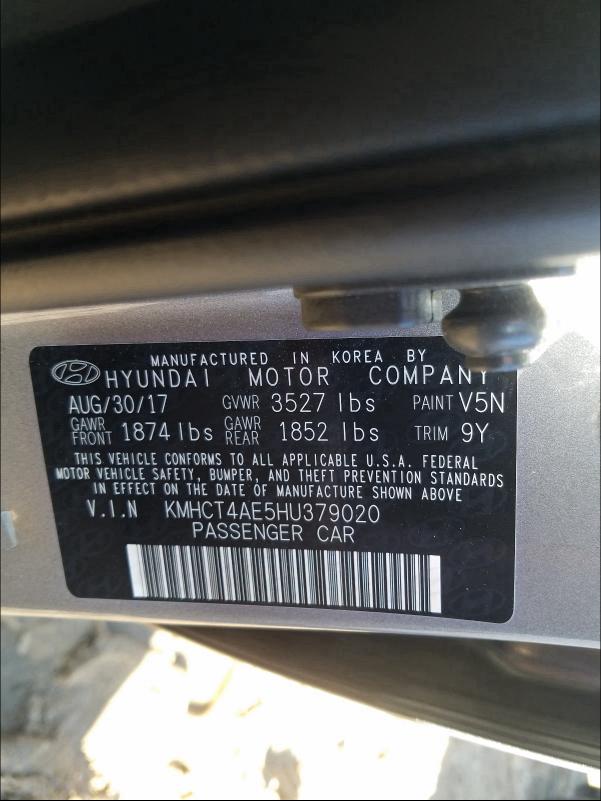 MANUFACTURED IN KOREA BY
HYUNDAI MOTOR COMPANY
AUG/30/17 GVWR 3527 lbs PAINT V5N
GAWR FRONT 1874 lbs GAWR REAR 1852 lbs TRIM 9Y
THIS VEHICLE CONFORMS TO ALL APPLICABLE U.S.A. FEDERAL
MOTOR VEHICLE SAFETY, BUMPER, AND THEFT PREVENTION STANDARDS
IN EFFECT ON THE DATE OF MANUFACTURE SHOWN ABOVE
V.I.N KMHCT4AE5HU379020
PASSENGER CAR